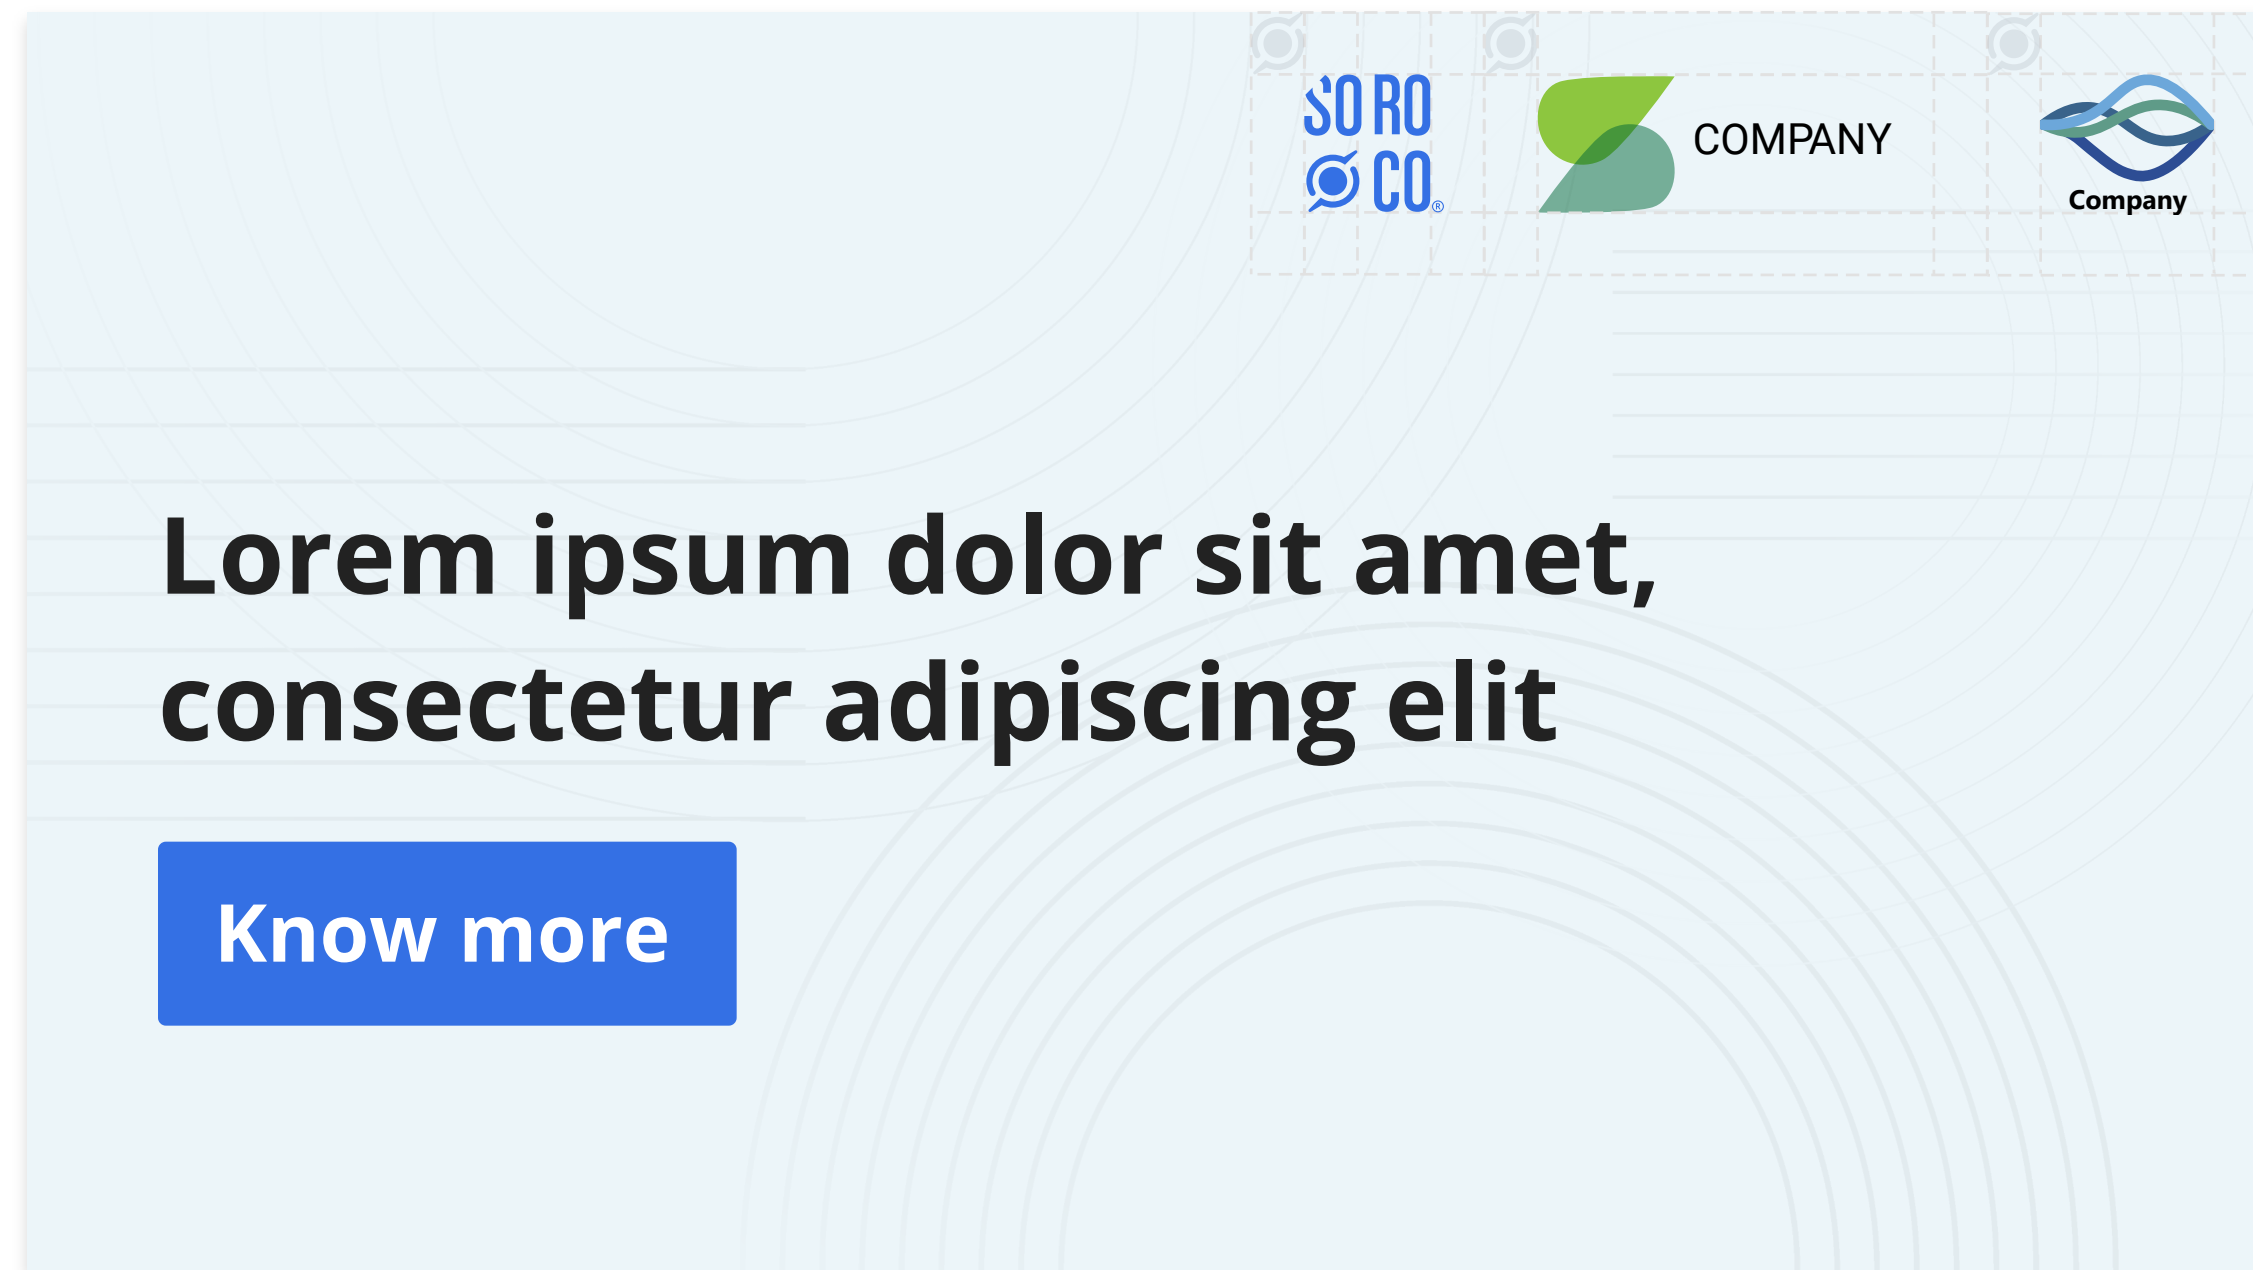 SO RO
CO.®
COMPANY
Company
Lorem ipsum dolor sit amet,
consectetur adipiscing elit
Know more